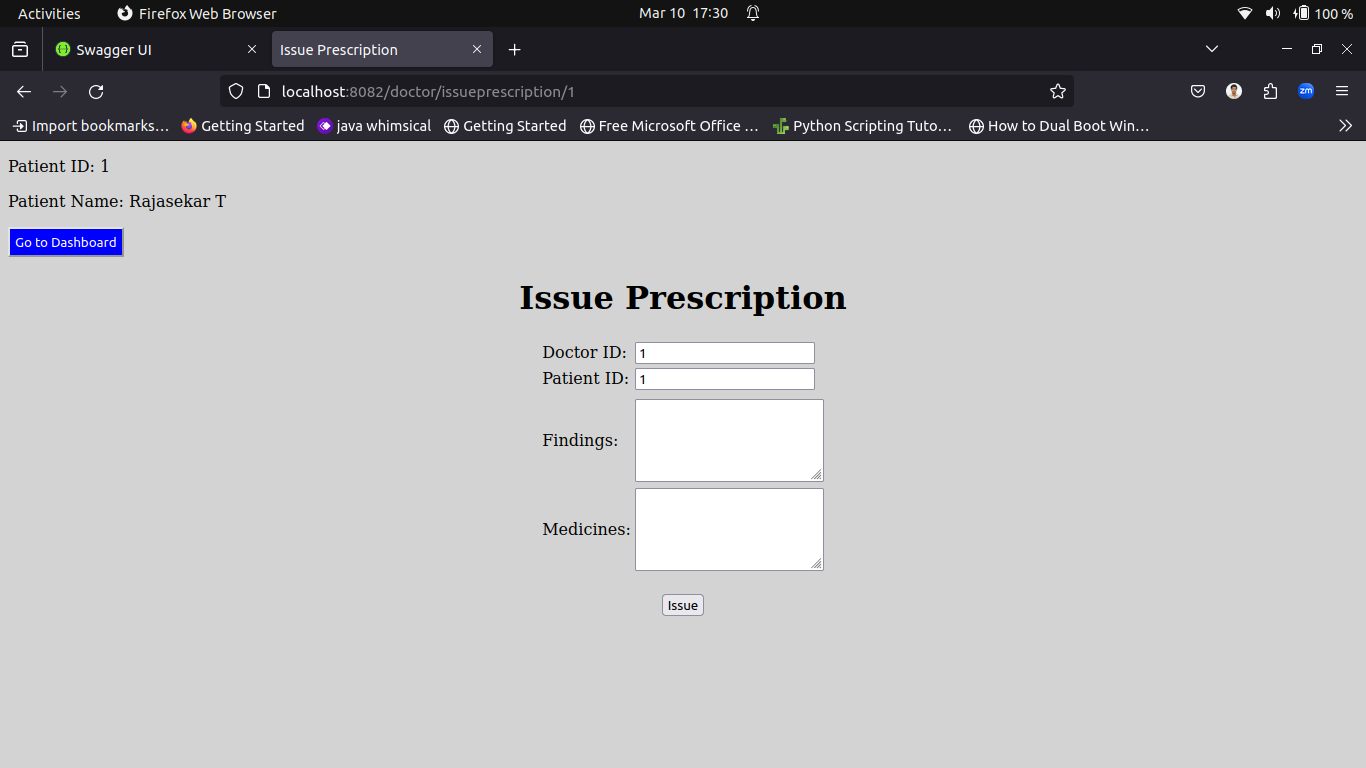 Activities Firefox Web Browser Mar 10 17:30 100 %
Swagger UI Issue Prescription
localhost:8082/doctor/issueprescription/1 zm
Import bookmarks… Getting Started java whimsical Getting Started Free Microsoft Office … Python Scripting Tuto… How to Dual Boot Win…
Patient ID: 1
Patient Name: Rajasekar T
Go to Dashboard
Issue Prescription
Doctor ID: 1
Patient ID: 1
Findings:
Medicines:
Issue